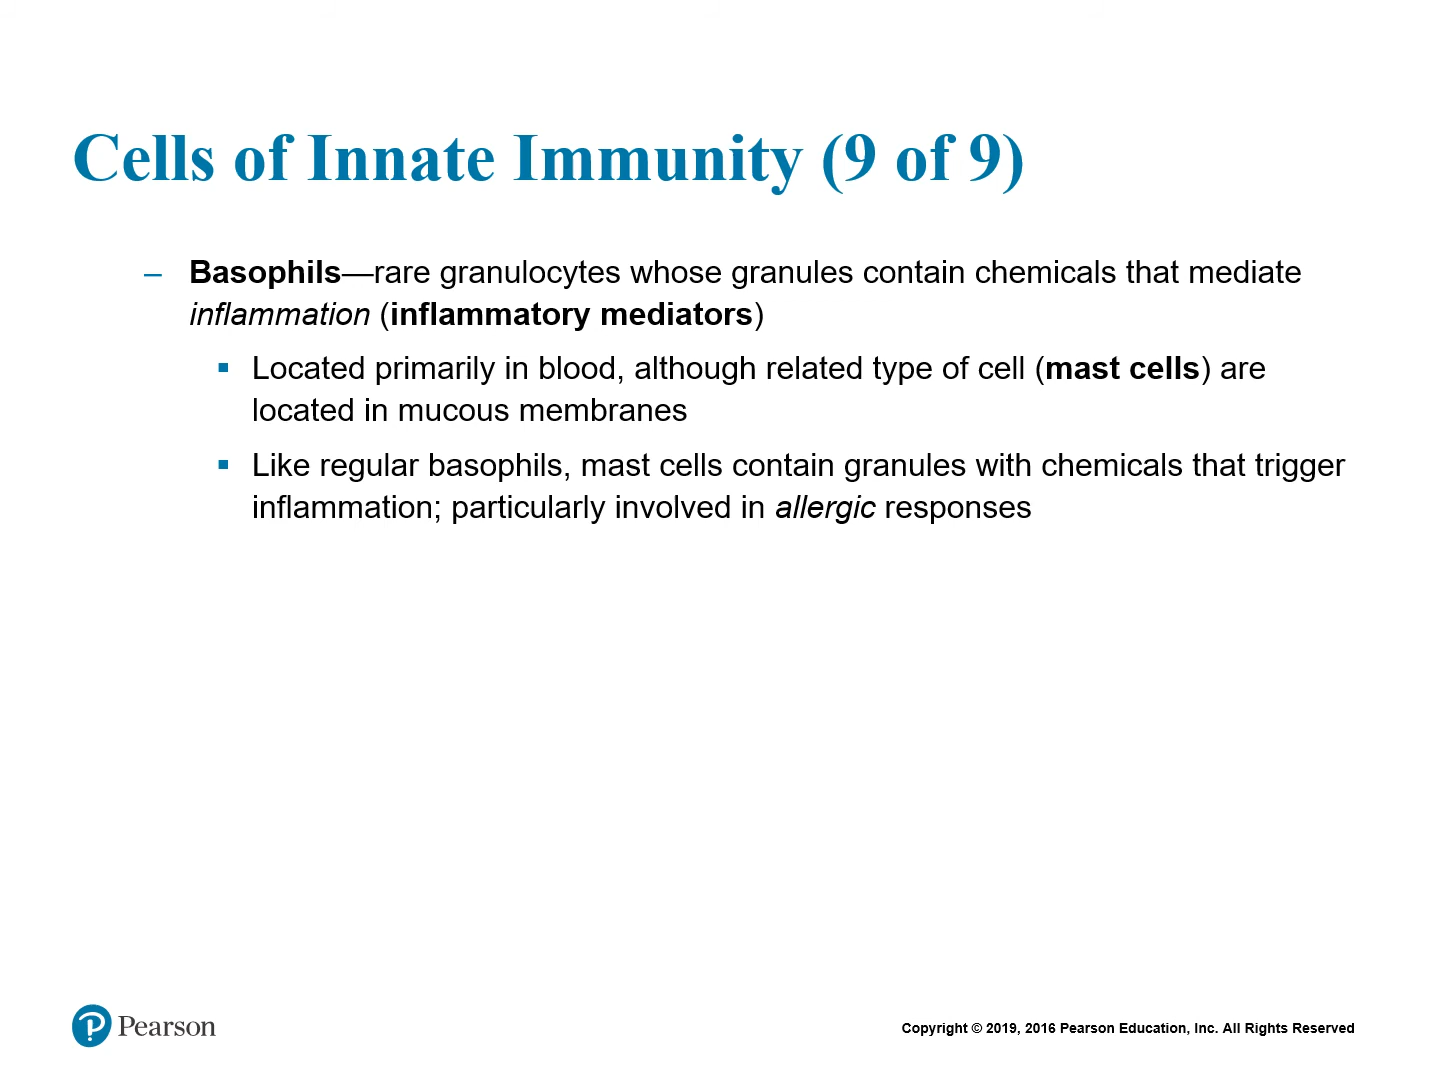 Cells of Innate Immunity (9 of 9)
– Basophils—rare granulocytes whose granules contain chemicals that mediate
inflammation (inflammatory mediators)
▪ Located primarily in blood, although related type of cell (mast cells) are
located in mucous membranes
▪ Like regular basophils, mast cells contain granules with chemicals that trigger
inflammation; particularly involved in allergic responses
Pearson
Copyright © 2019, 2016 Pearson Education, Inc. All Rights Reserved